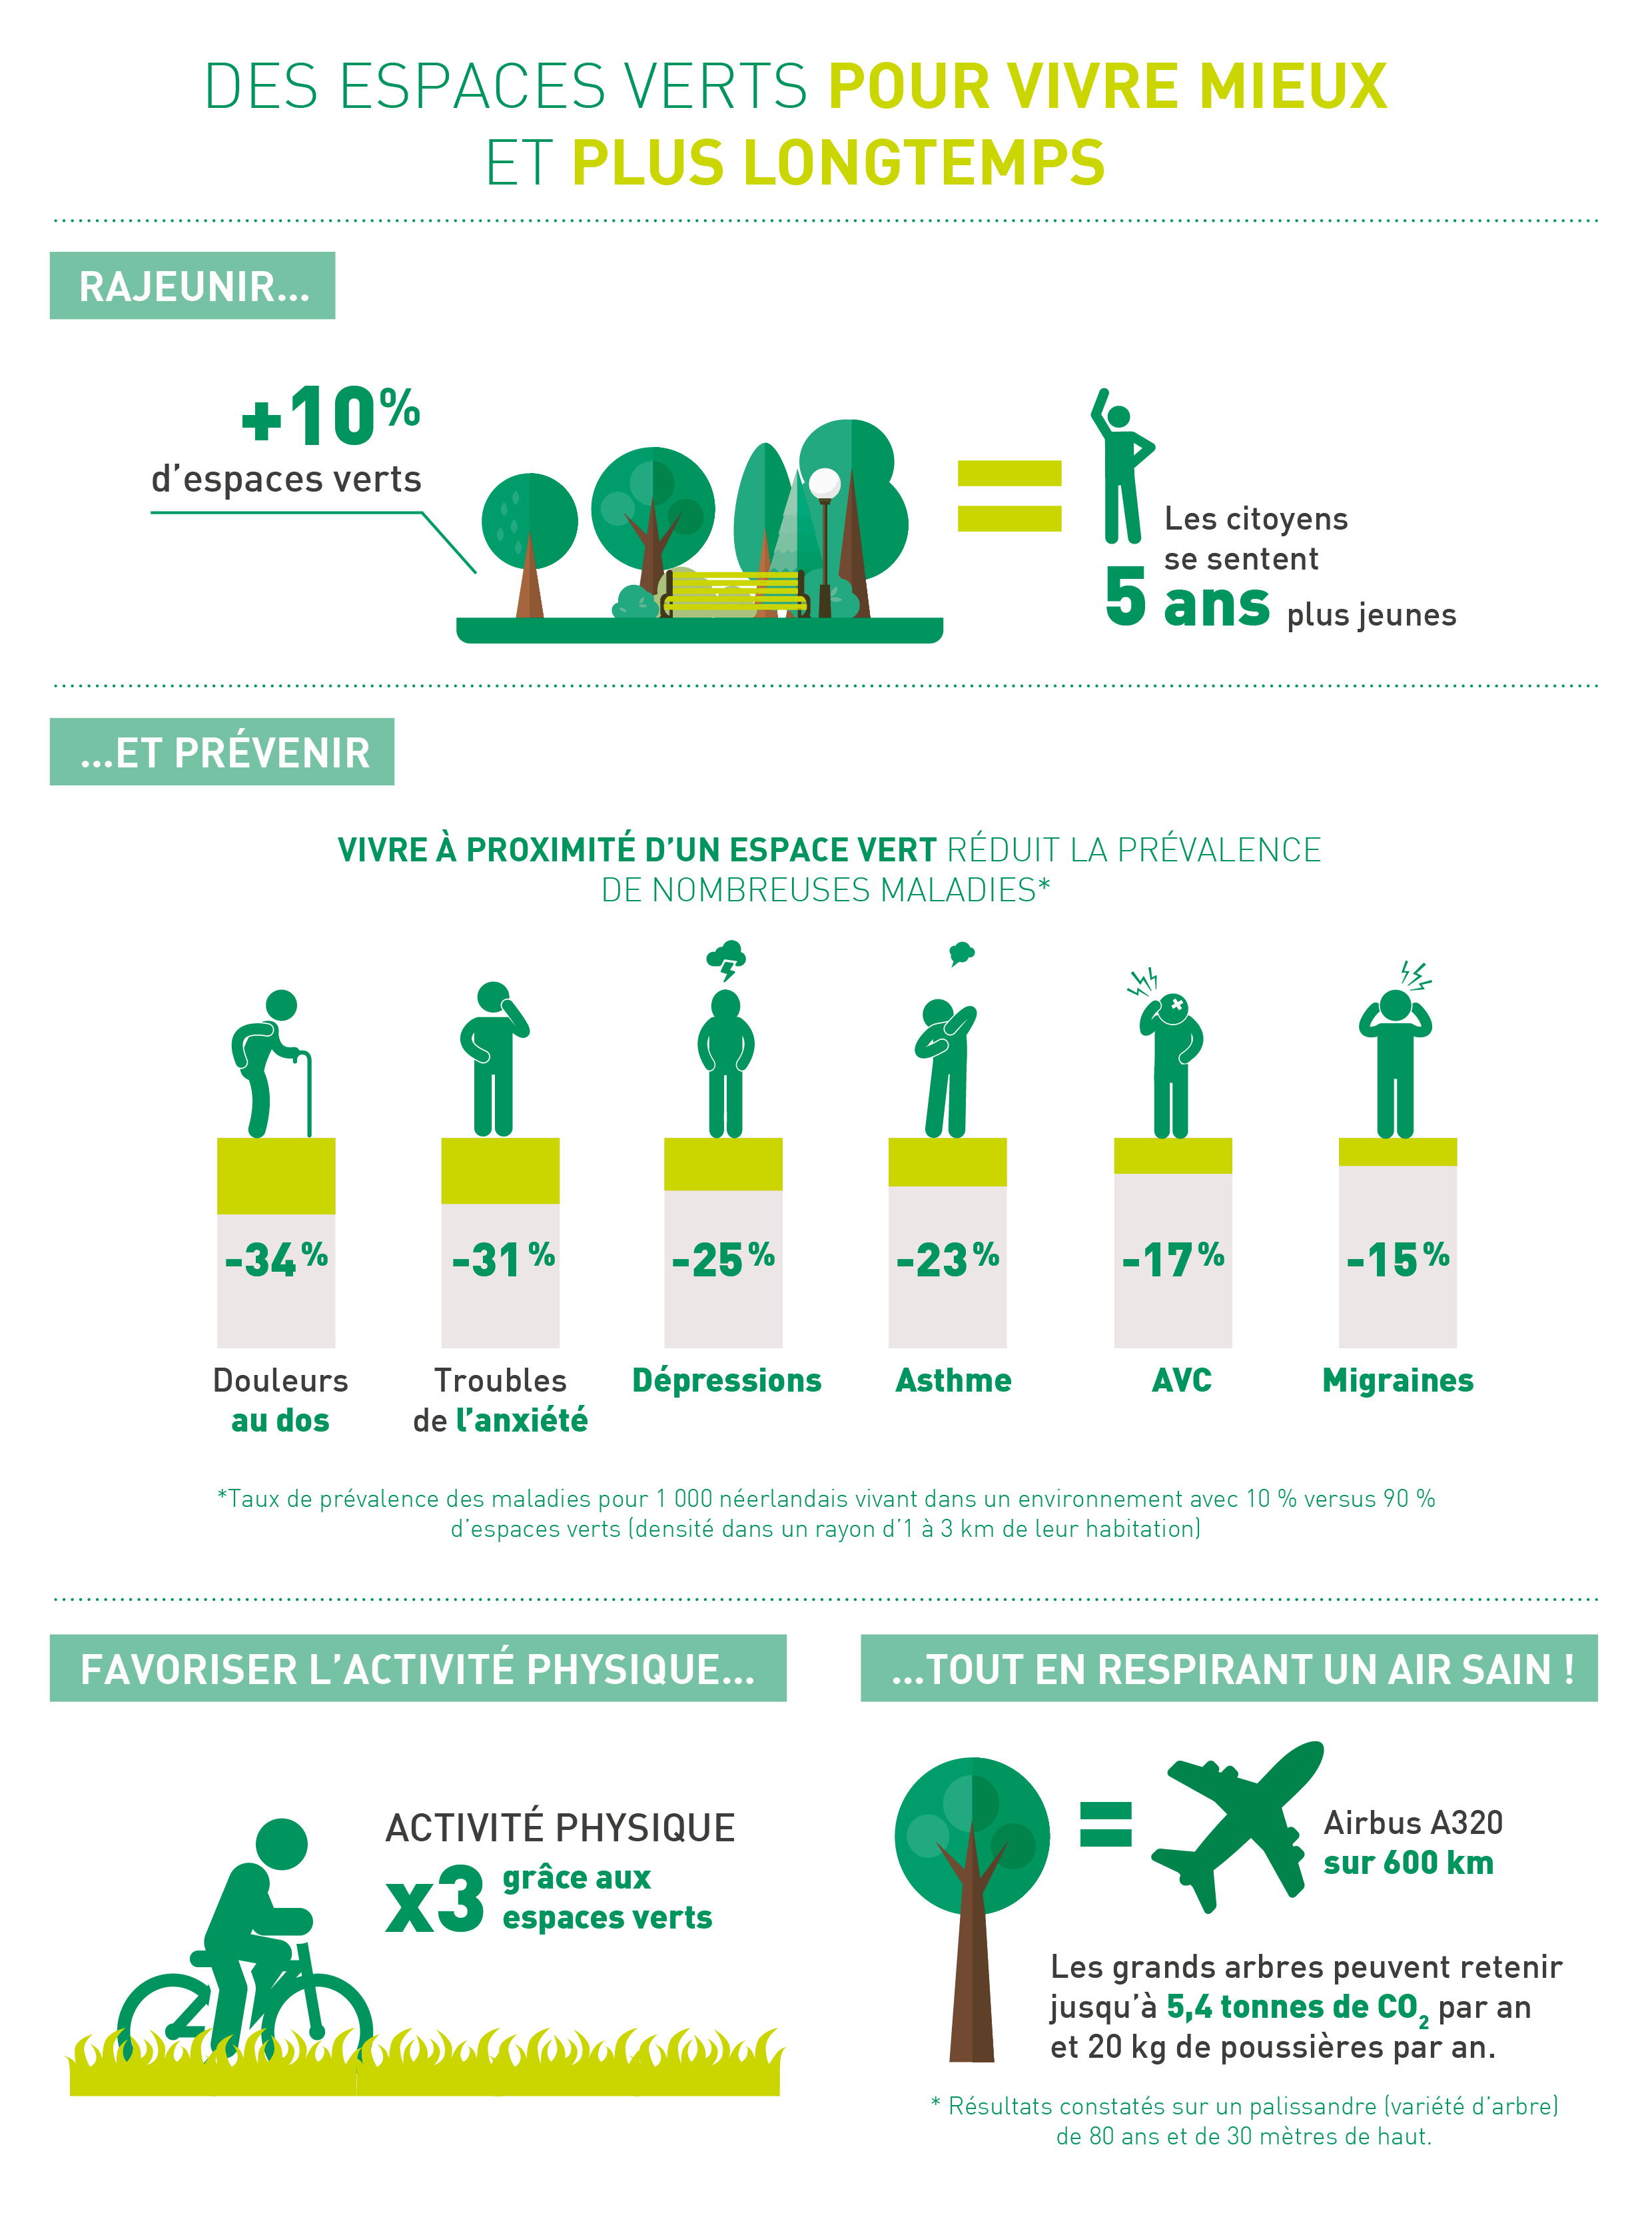 DES ESPACES VERTS POUR VIVRE MIEUX
ET PLUS LONGTEMPS
RAJEUNIR...
+10%
d'espaces verts
Les citoyens
se sentent
5 ans plus jeunes
...ET PRÉVENIR
VIVRE À PROXIMITÉ D'UN ESPACE VERT RÉDUIT LA PRÉVALENCE
DE NOMBREUSES MALADIES*
-34%
-31%
-25%
-23%
-17%
-15%
Douleurs
au dos
Troubles
de l'anxiété
Dépressions
Asthme
AVC
Migraines
*Taux de prévalence des maladies pour 1 000 néerlandais vivant dans un environnement avec 10 % versus 90 %
d'espaces verts (densité dans un rayon d'1 à 3 km de leur habitation)
FAVORISER L'ACTIVITÉ PHYSIQUE...
ACTIVITÉ PHYSIQUE
x3 grâce aux
espaces verts
...TOUT EN RESPIRANT UN AIR SAIN !
Airbus A320
sur 600 km
Les grands arbres peuvent retenir
jusqu'à 5,4 tonnes de CO₂ par an
et 20 kg de poussières par an.
* Résultats constatés sur un palissandre (variété d'arbre)
de 80 ans et de 30 mètres de haut.